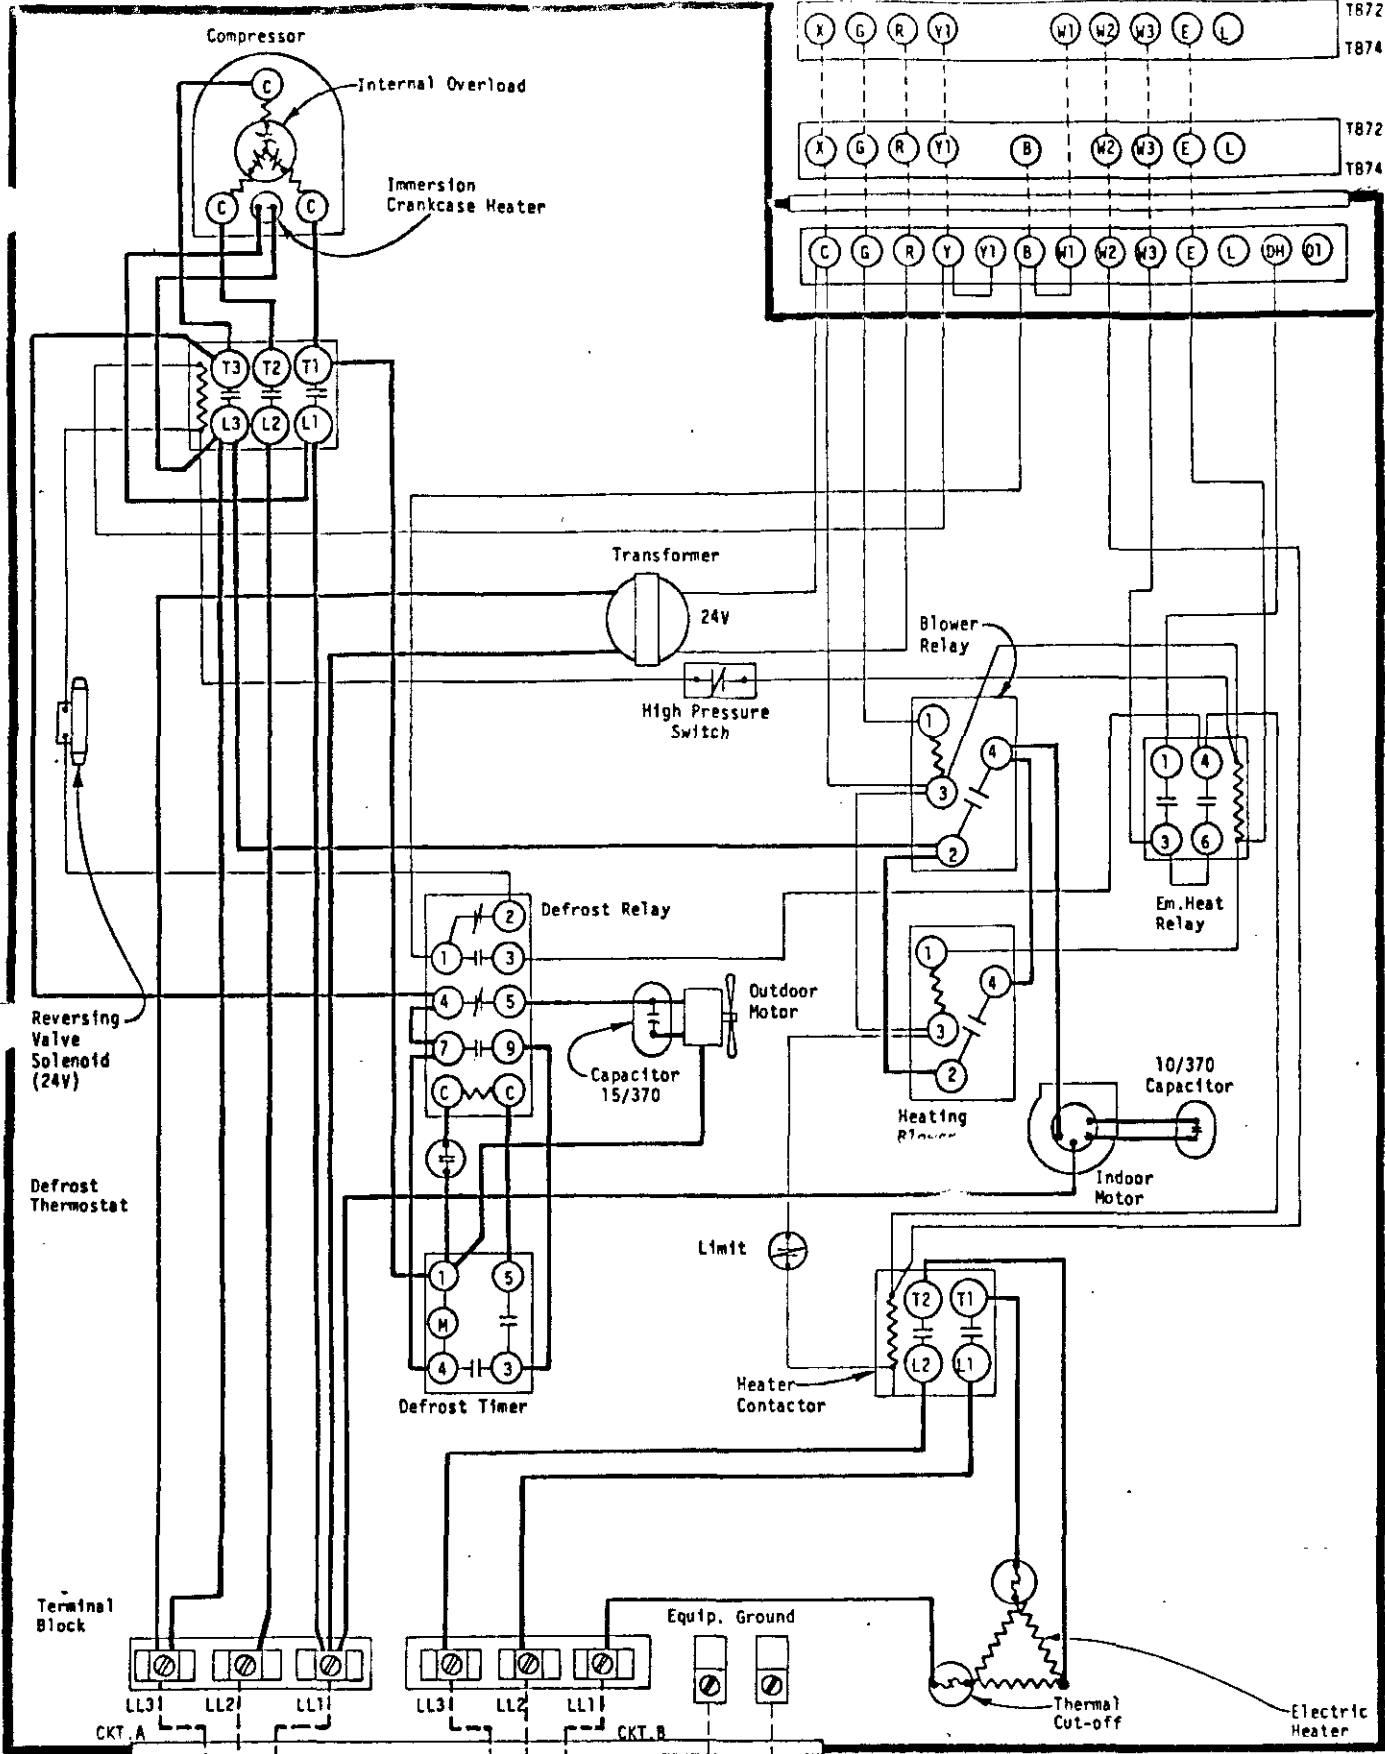 T872
X G R Y1 W1 W2 W3 E L
T874
Compressor
C
Internal Overload
T872
X G R Y1 B W2 W3 E L
T874
Immersion
Crankcase Heater
C C
C G R Y Y1 B W1 W2 W3 E L DH O1
T3 T2 T1
L3 L2 L1
Transformer
24V
Blower
Relay
High Pressure
Switch
1
4
3
2
1 4
3 6
Em.Heat
Relay
Defrost Relay
2
1 3
4 5
7 9
C C
Outdoor
Motor
Capacitor
15/370
Reversing
Valve
Solenoid
(24V)
1
4
3
2
Heating
10/370
Capacitor
Indoor
Motor
Defrost
Thermostat
Limit
1 5
M
4 3
Defrost Timer
T2 T1
L2 L1
Heater
Contactor
Terminal
Block
Equip. Ground
LL3 LL2 LL1
LL3 LL2 LL1
CKT.A
CKT.B
Thermal
Cut-off
Electric
Heater